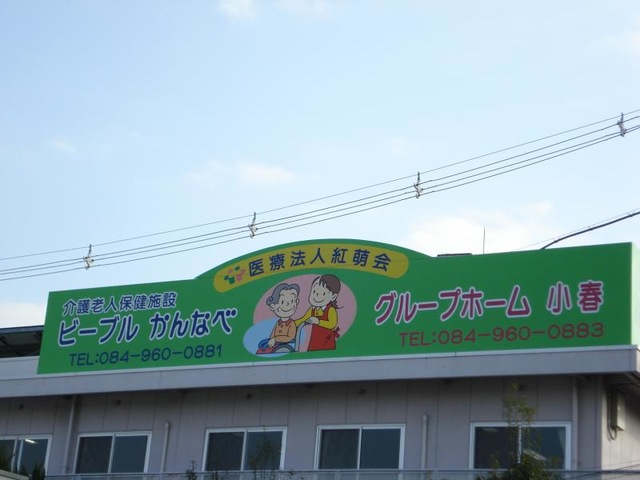 医療法人紅萌会
介護老人保健施設
ビーブル かんなべ
TEL:084-960-0881
グループホーム 小春
TEL:084-960-0883